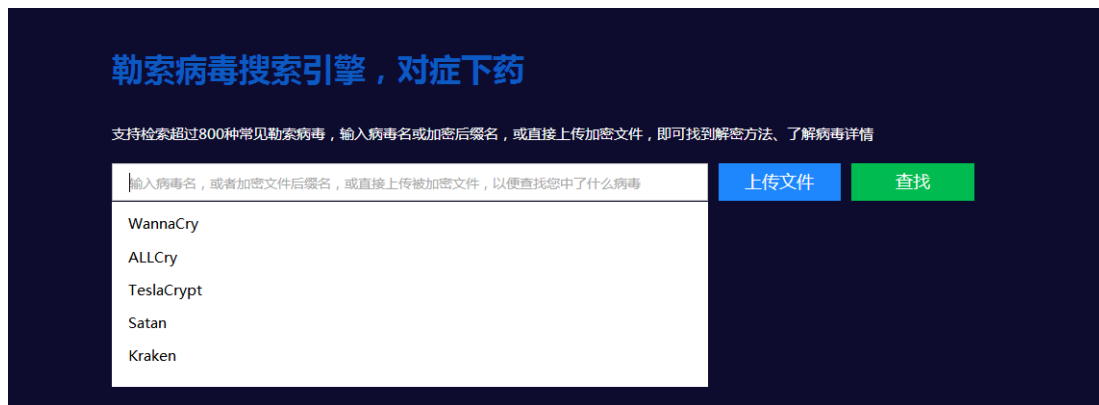 勒索病毒搜索引擎，对症下药
支持检索超过800种常见勒索病毒，输入病毒名或加密后缀名，或直接上传加密文件，即可找到解密方法、了解病毒详情
输入病毒名，或者加密文件后缀名，或直接上传被加密文件，以便查找您中了什么病毒 上传文件 查找
WannaCry
ALLCry
TeslaCrypt
Satan
Kraken